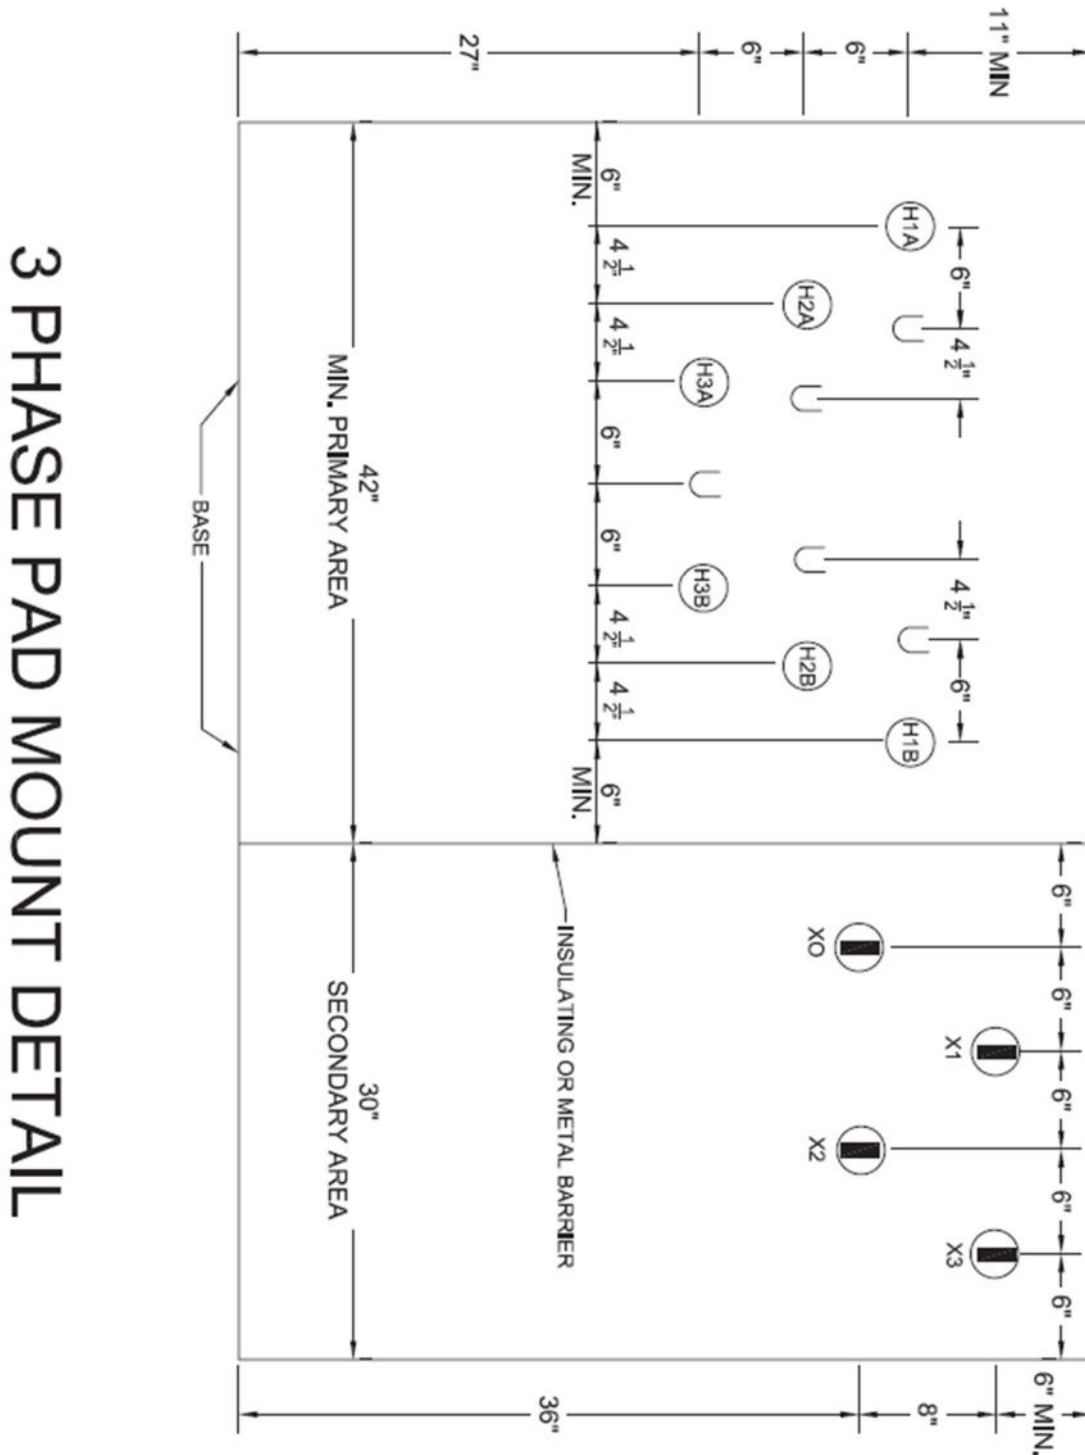 6" 6" 6" 6" 6"
6" MIN.
11" MIN
6" 4 1/2" 4 1/2" 6"
X1 X3
8"
H1A H1B
6"
XO X2
H2A H2B
6"
H3A H3B
6" 4 1/2" 4 1/2" 6" 6" 4 1/2" 4 1/2" 6"
MIN. MIN.
INSULATING OR METAL BARRIER
36"
27"
42"
MIN. PRIMARY AREA
30"
SECONDARY AREA
BASE
3 PHASE PAD MOUNT DETAIL